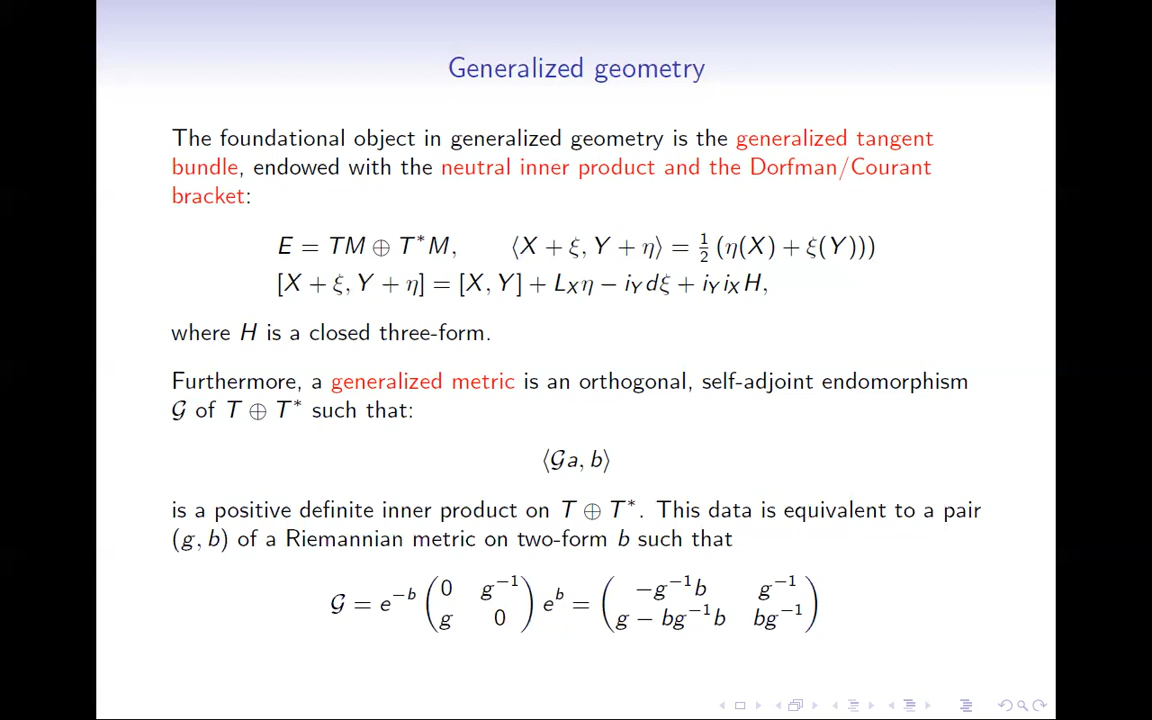 Generalized geometry
The foundational object in generalized geometry is the generalized tangent
bundle, endowed with the neutral inner product and the Dorfman/Courant
bracket:
E = TM ⊕ T*M, ⟨X + ξ, Y + η⟩ = ½ (η(X) + ξ(Y)))
[X + ξ, Y + η] = [X, Y] + L_X η − i_Y dξ + i_Y i_X H,
where H is a closed three-form.
Furthermore, a generalized metric is an orthogonal, self-adjoint endomorphism
𝒢 of T ⊕ T* such that:
⟨𝒢a, b⟩
is a positive definite inner product on T ⊕ T*. This data is equivalent to a pair
(g, b) of a Riemannian metric on two-form b such that
𝒢 = e^{−b} ( 0 g^{−1} ; g 0 ) e^b = ( −g^{−1}b g^{−1} ; g − bg^{−1}b bg^{−1} )